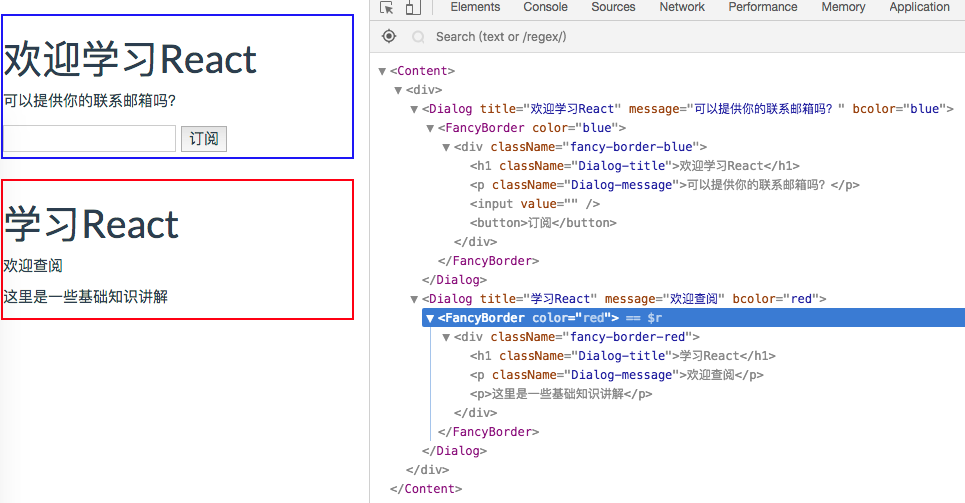 欢迎学习React
可以提供你的联系邮箱吗?
订阅
学习React
欢迎查阅
这里是一些基础知识讲解
Elements Console Sources Network Performance Memory Application
Search (text or /regex/)
▼<Content>
▼<div>
▼<Dialog title="欢迎学习React" message="可以提供你的联系邮箱吗? " bcolor="blue">
▼<FancyBorder color="blue">
▼<div className="fancy-border-blue">
<h1 className="Dialog-title">欢迎学习React</h1>
<p className="Dialog-message">可以提供你的联系邮箱吗? </p>
<input value="" />
<button>订阅</button>
</div>
</FancyBorder>
</Dialog>
▼<Dialog title="学习React" message="欢迎查阅" bcolor="red">
▼<FancyBorder color="red"> == $r
▼<div className="fancy-border-red">
<h1 className="Dialog-title">学习React</h1>
<p className="Dialog-message">欢迎查阅</p>
<p>这里是一些基础知识讲解</p>
</div>
</FancyBorder>
</Dialog>
</div>
</Content>